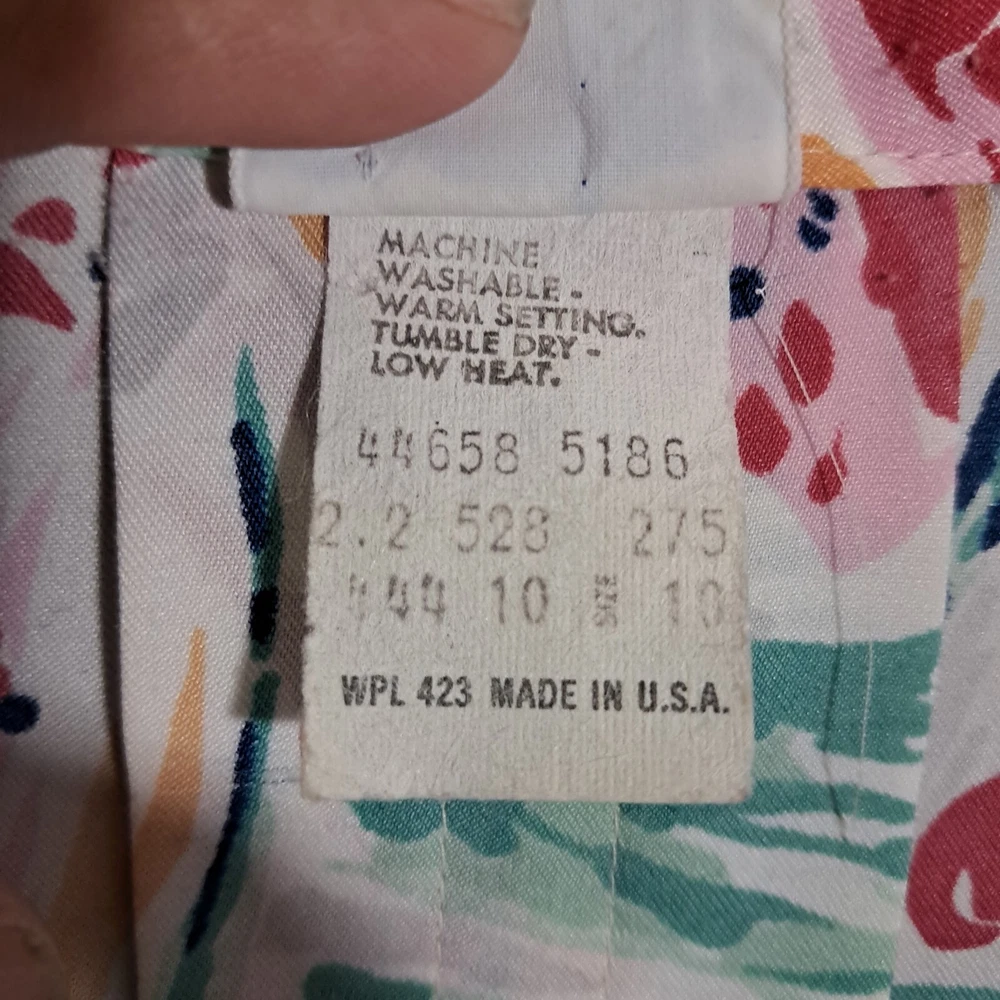 MACHINE
WASHABLE -
WARM SETTING.
TUMBLE DRY -
LOW HEAT.
44658 5186
2.2 528 275
444 10 SIZE 10
WPL 423 MADE IN U.S.A.